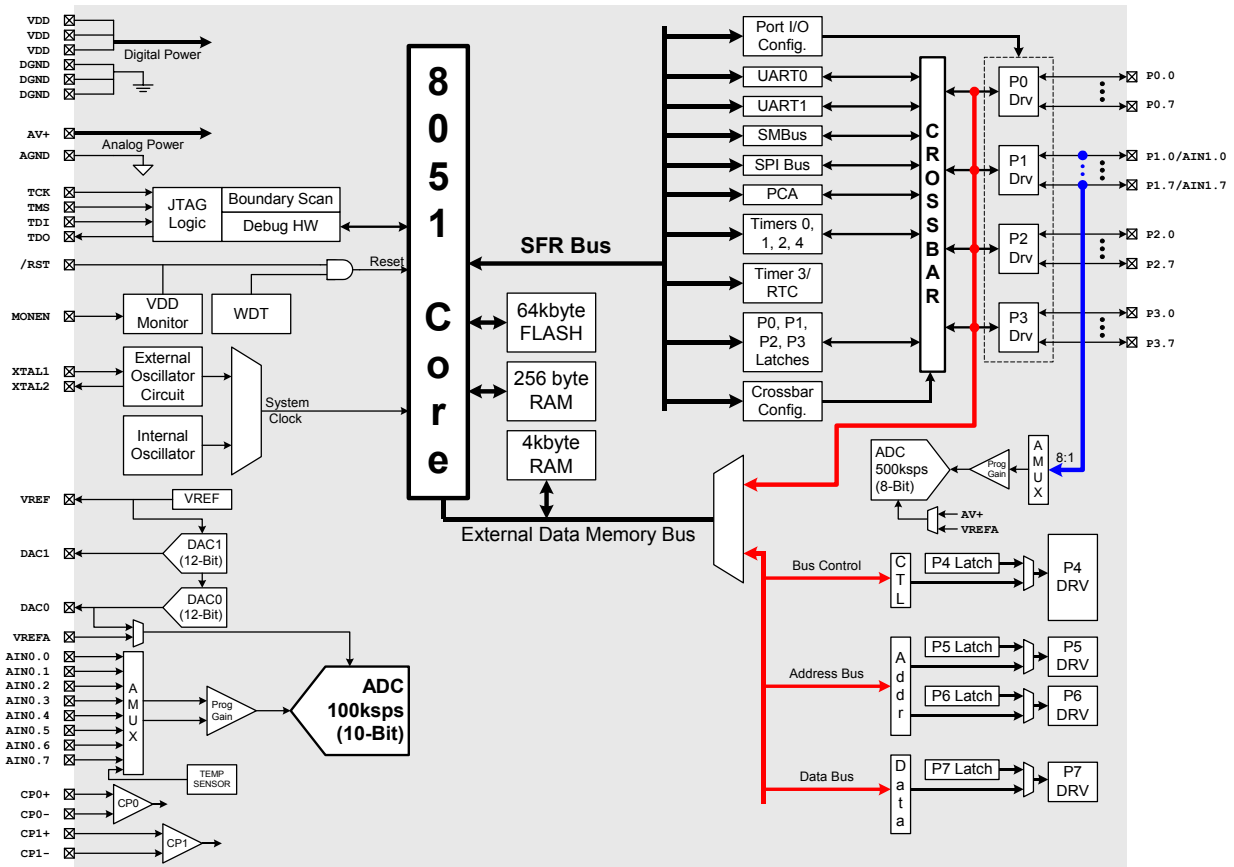 VDD
VDD
VDD
Digital Power
DGND
DGND
DGND
AV+
Analog Power
AGND
TCK
TMS
TDI
TDO
JTAG
Logic
Boundary Scan
Debug HW
/RST
Reset
MONEN
VDD
Monitor
WDT
XTAL1
XTAL2
External
Oscillator
Circuit
Internal
Oscillator
System
Clock
VREF
VREF
DAC1
DAC1
(12-Bit)
DAC0
DAC0
(12-Bit)
VREFA
AIN0.0
AIN0.1
AIN0.2
AIN0.3
AIN0.4
AIN0.5
AIN0.6
AIN0.7
AMUX
Prog
Gain
ADC
100ksps
(10-Bit)
TEMP
SENSOR
CP0+
CP0-
CP0
CP1+
CP1-
CP1
8051 Core
64kbyte
FLASH
256 byte
RAM
4kbyte
RAM
SFR Bus
External Data Memory Bus
Port I/O
Config.
UART0
UART1
SMBus
SPI Bus
PCA
Timers 0,
1, 2, 4
Timer 3/
RTC
P0, P1,
P2, P3
Latches
Crossbar
Config.
CROSSBAR
P0
Drv
P1
Drv
P2
Drv
P3
Drv
P0.0
P0.7
P1.0/AIN1.0
P1.7/AIN1.7
P2.0
P2.7
P3.0
P3.7
ADC
500ksps
(8-Bit)
Prog
Gain
AMUX
8:1
AV+
VREFA
Bus Control
CTL
P4 Latch
P4
DRV
Address Bus
Addr
P5 Latch
P5
DRV
P6 Latch
P6
DRV
Data Bus
Data
P7 Latch
P7
DRV